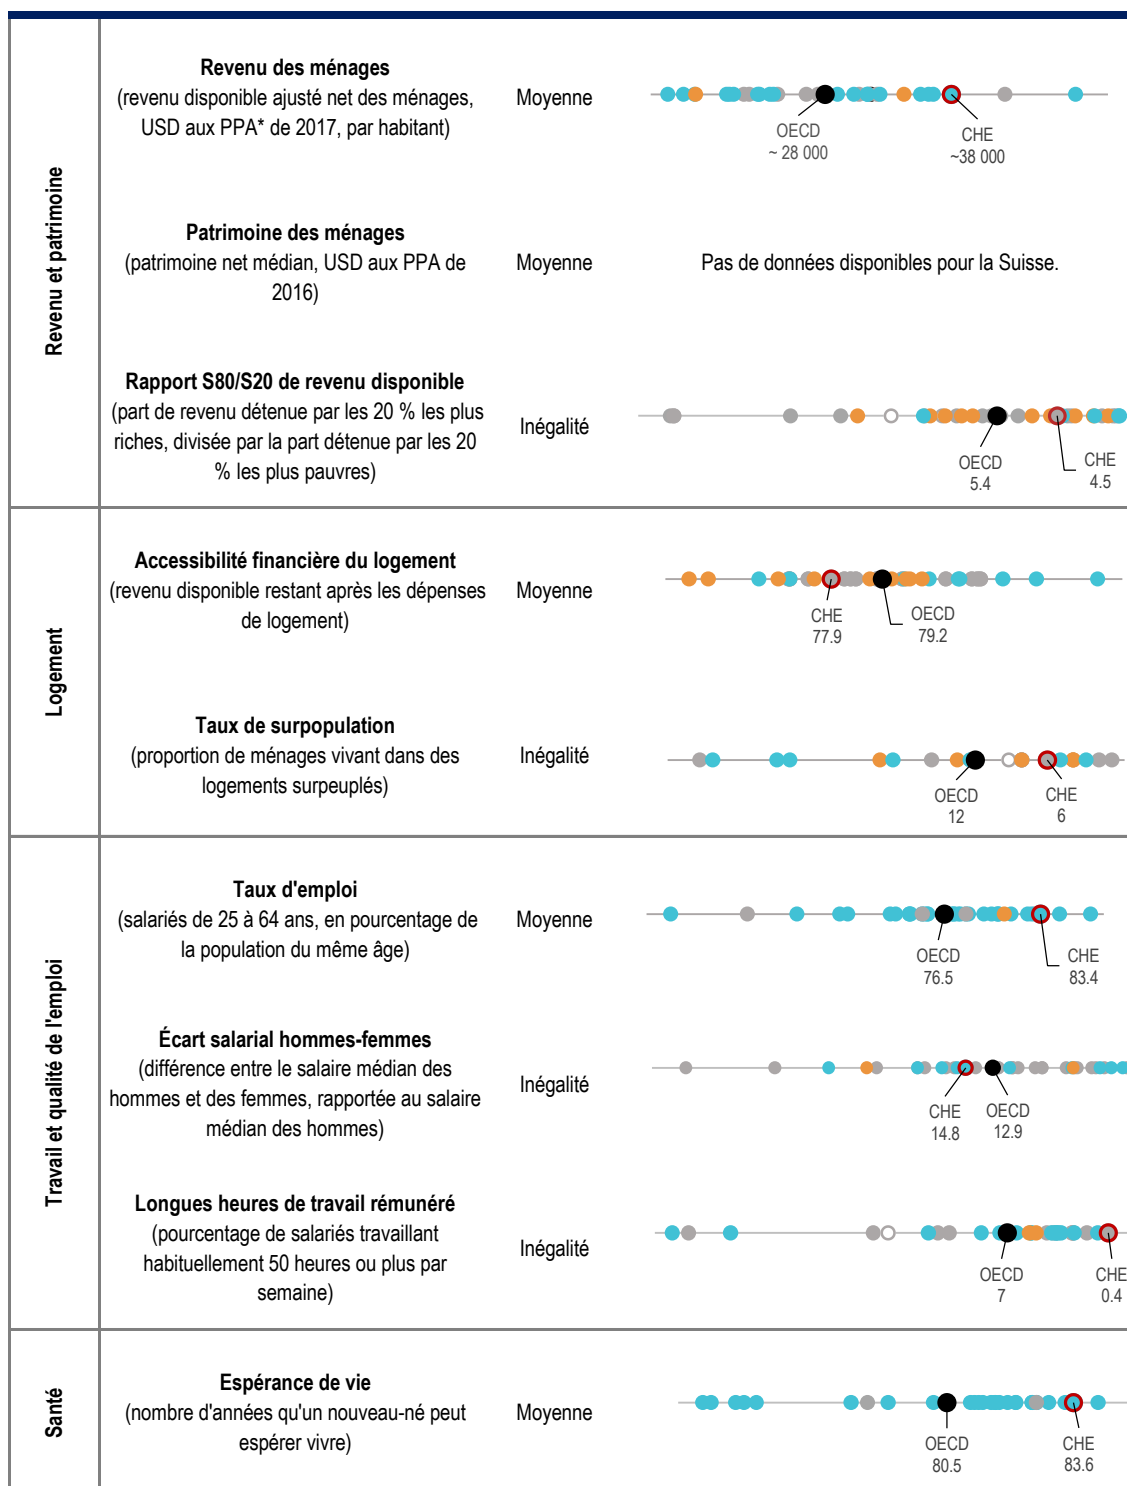 Revenu et patrimoine
Revenu des ménages
(revenu disponible ajusté net des ménages,
USD aux PPA* de 2017, par habitant)
Moyenne
OECD
~ 28 000
CHE
~38 000
Patrimoine des ménages
(patrimoine net médian, USD aux PPA de
2016)
Moyenne
Pas de données disponibles pour la Suisse.
Rapport S80/S20 de revenu disponible
(part de revenu détenue par les 20 % les plus
riches, divisée par la part détenue par les 20
% les plus pauvres)
Inégalité
OECD
5.4
CHE
4.5
Logement
Accessibilité financière du logement
(revenu disponible restant après les dépenses
de logement)
Moyenne
CHE
77.9
OECD
79.2
Taux de surpopulation
(proportion de ménages vivant dans des
logements surpeuplés)
Inégalité
OECD
12
CHE
6
Travail et qualité de l'emploi
Taux d'emploi
(salariés de 25 à 64 ans, en pourcentage de
la population du même âge)
Moyenne
OECD
76.5
CHE
83.4
Écart salarial hommes-femmes
(différence entre le salaire médian des
hommes et des femmes, rapportée au salaire
médian des hommes)
Inégalité
CHE
14.8
OECD
12.9
Longues heures de travail rémunéré
(pourcentage de salariés travaillant
habituellement 50 heures ou plus par
semaine)
Inégalité
OECD
7
CHE
0.4
Santé
Espérance de vie
(nombre d'années qu'un nouveau-né peut
espérer vivre)
Moyenne
OECD
80.5
CHE
83.6